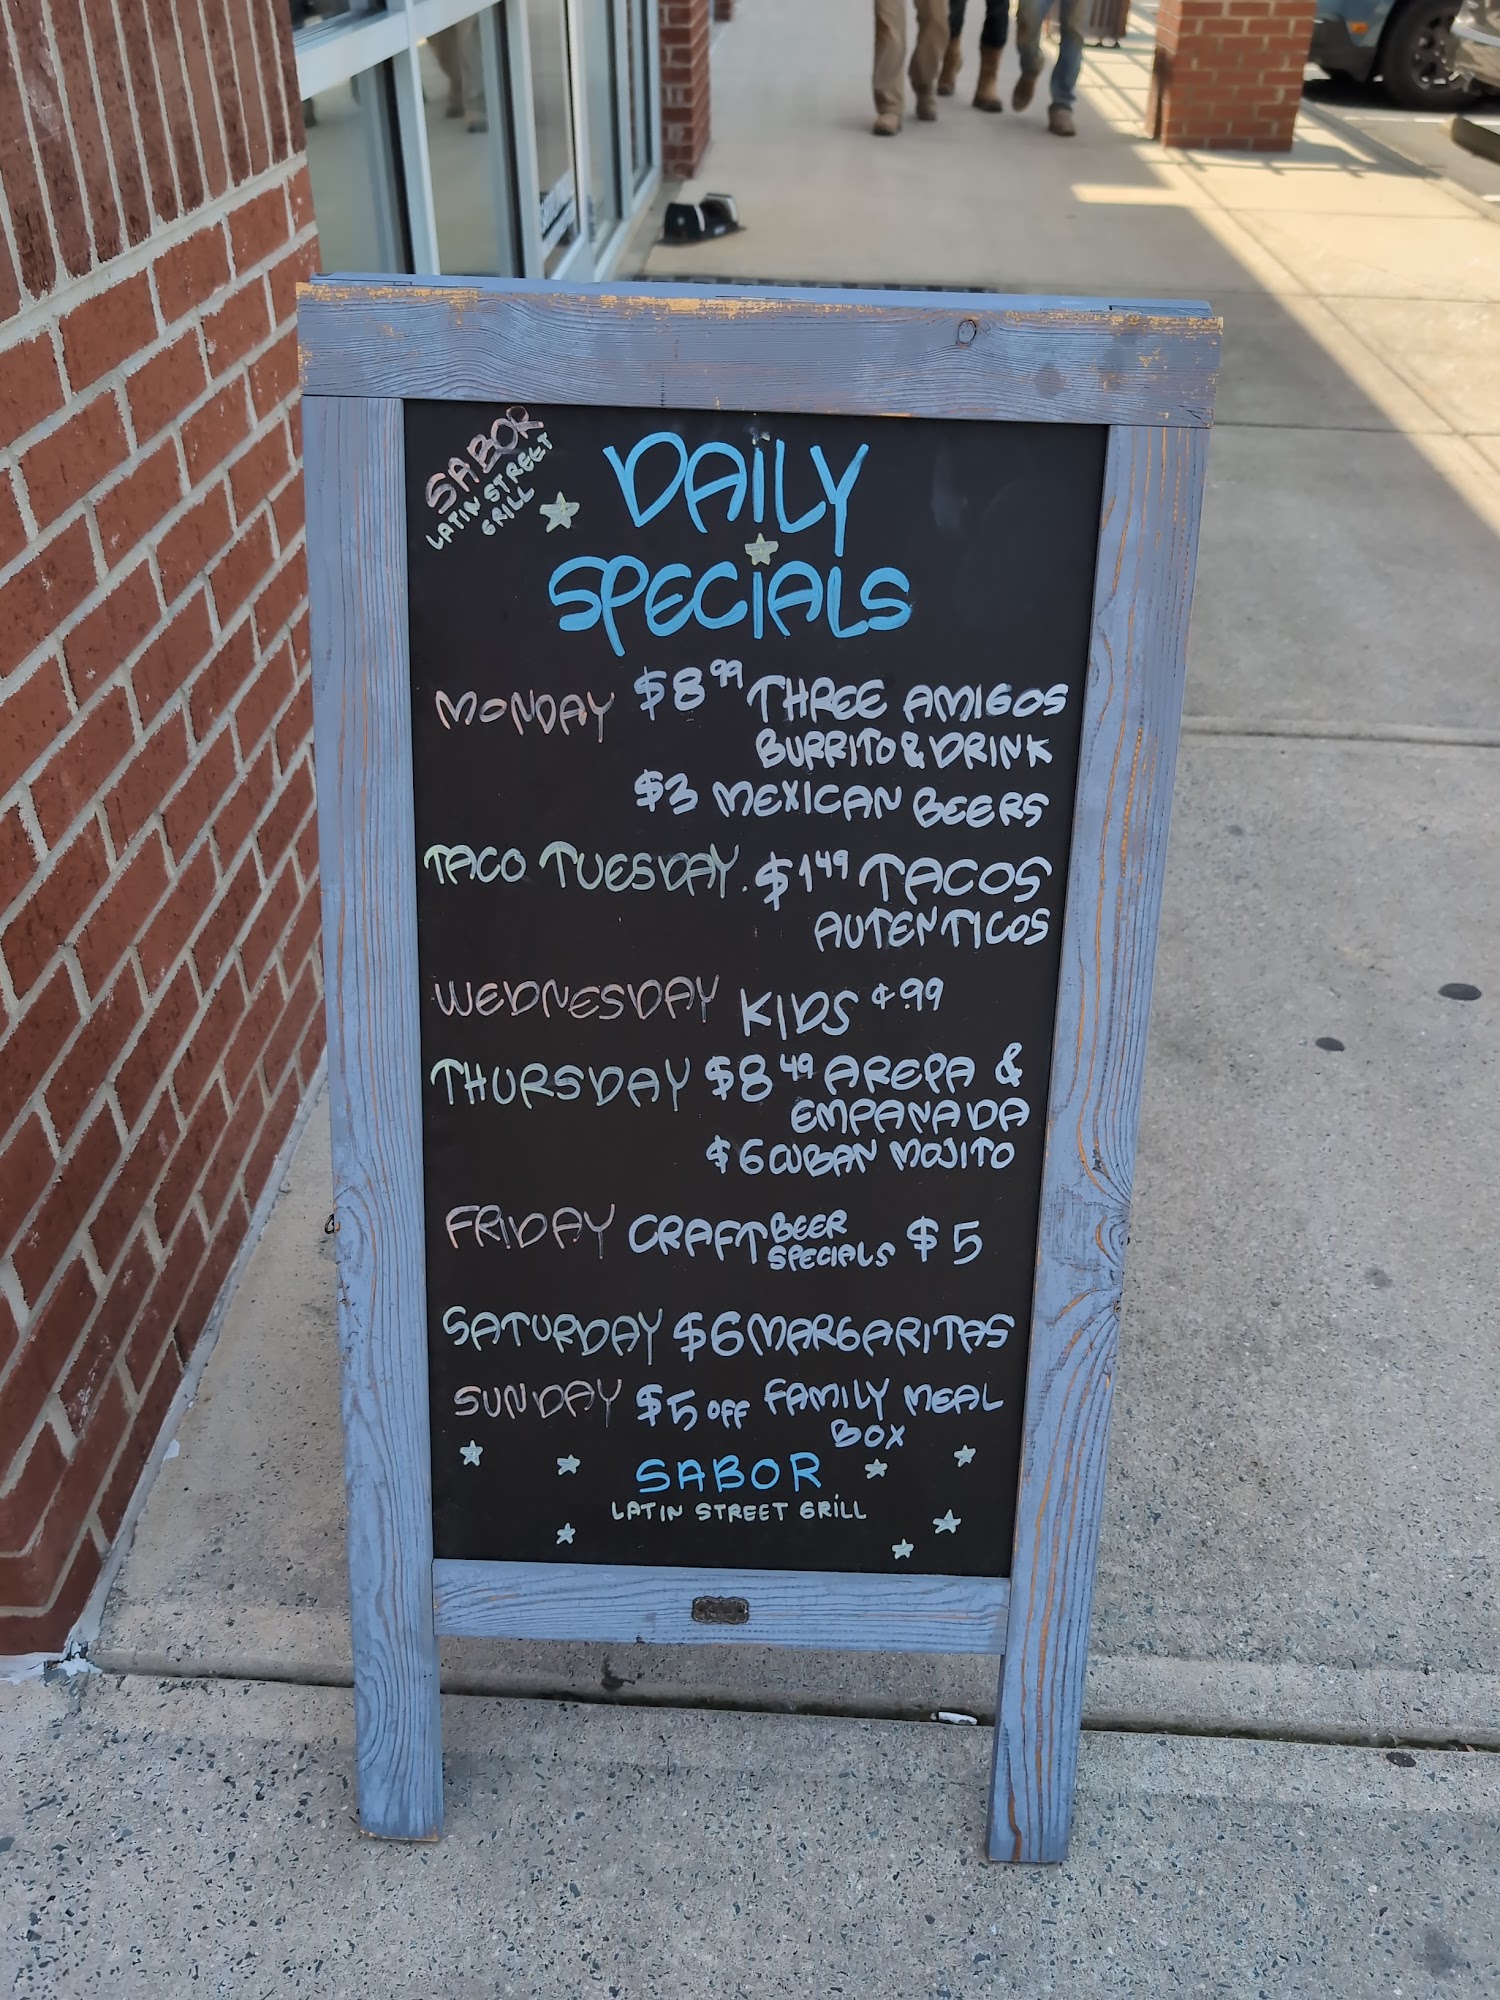 SABOR
LATIN STREET
GRILL
DAILY
SPECIALS
MONDAY $8 99 THREE AMIGOS
BURRITO & DRINK
$3 MEXICAN BEERS
TACO TUESDAY. $1 49 TACOS
AUTENTICOS
WEDNESDAY KIDS ¢.99
THURSDAY $8 49 AREPA &
EMPANADA
$6 CUBAN MOJITO
FRIDAY CRAFT BEER SPECIALS $5
SATURDAY $6 MARGARITAS
SUNDAY $5 OFF FAMILY MEAL
BOX
SABOR
LATIN STREET GRILL